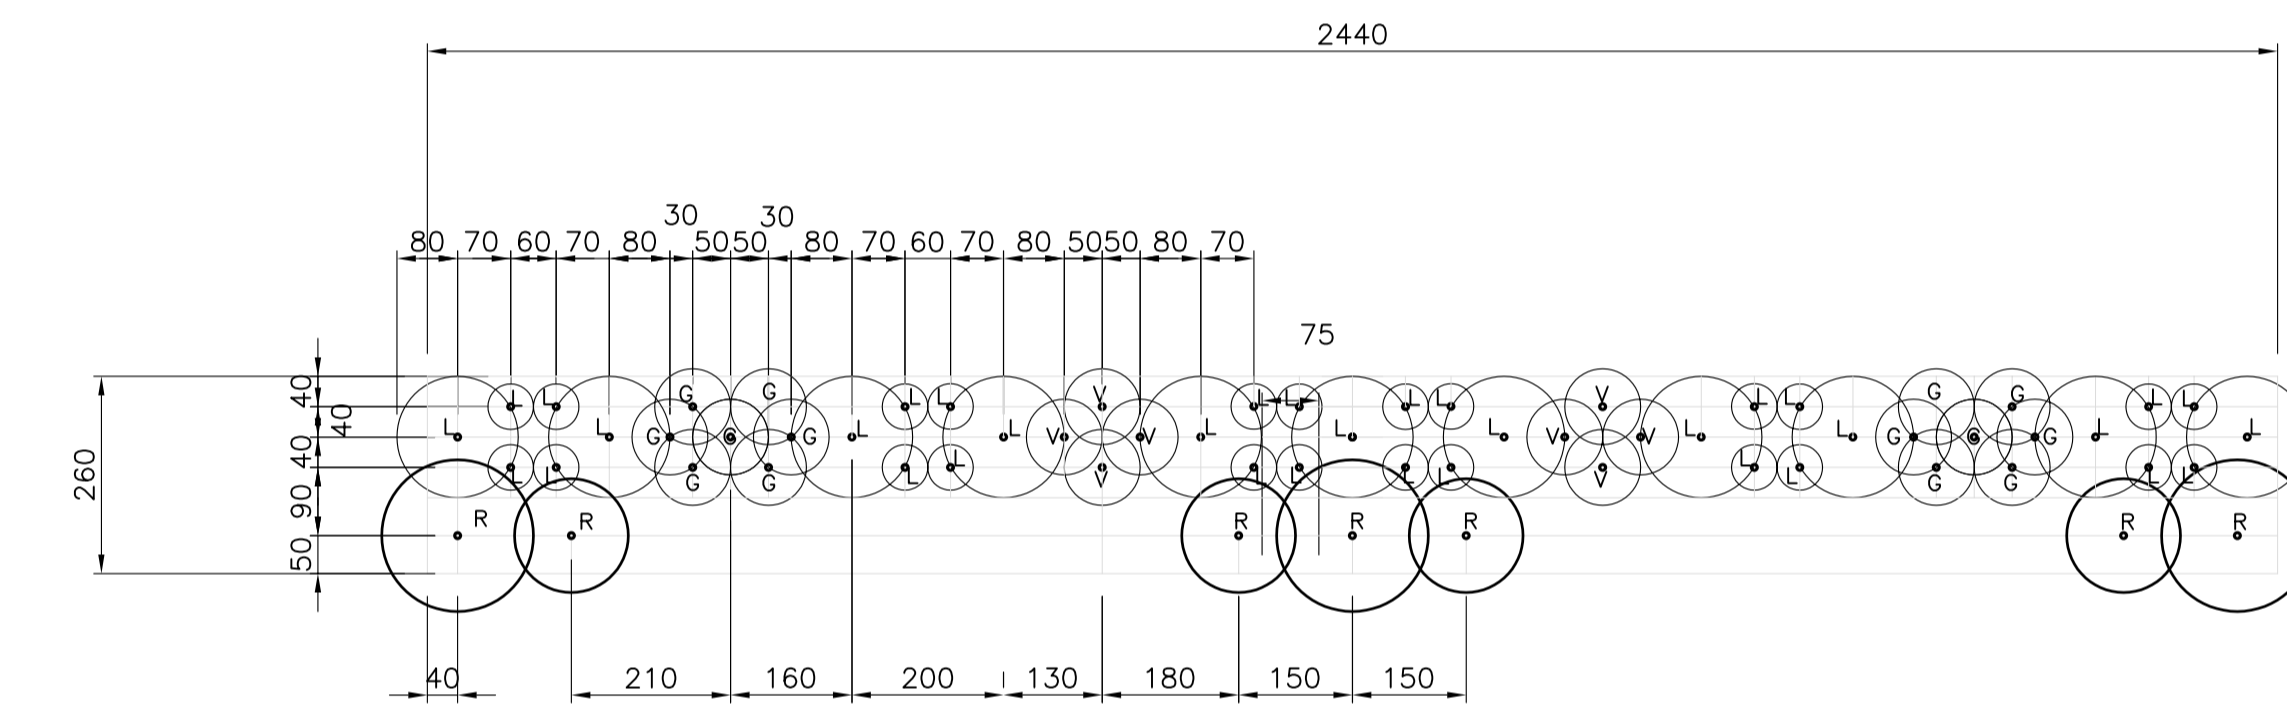 2440
30 30
80 70 60 70 80 50 50 80 70 60 70 80 50 50 80 70
75
40 40 40 90 50
260
G G V V G G
L L L L L L L L L L L L
L L G G G L L V V L L L V V L L G G G L L
L L G G L L V L L L L V L L G G L L
R R R R R R R
40 210 160 200 130 180 150 150